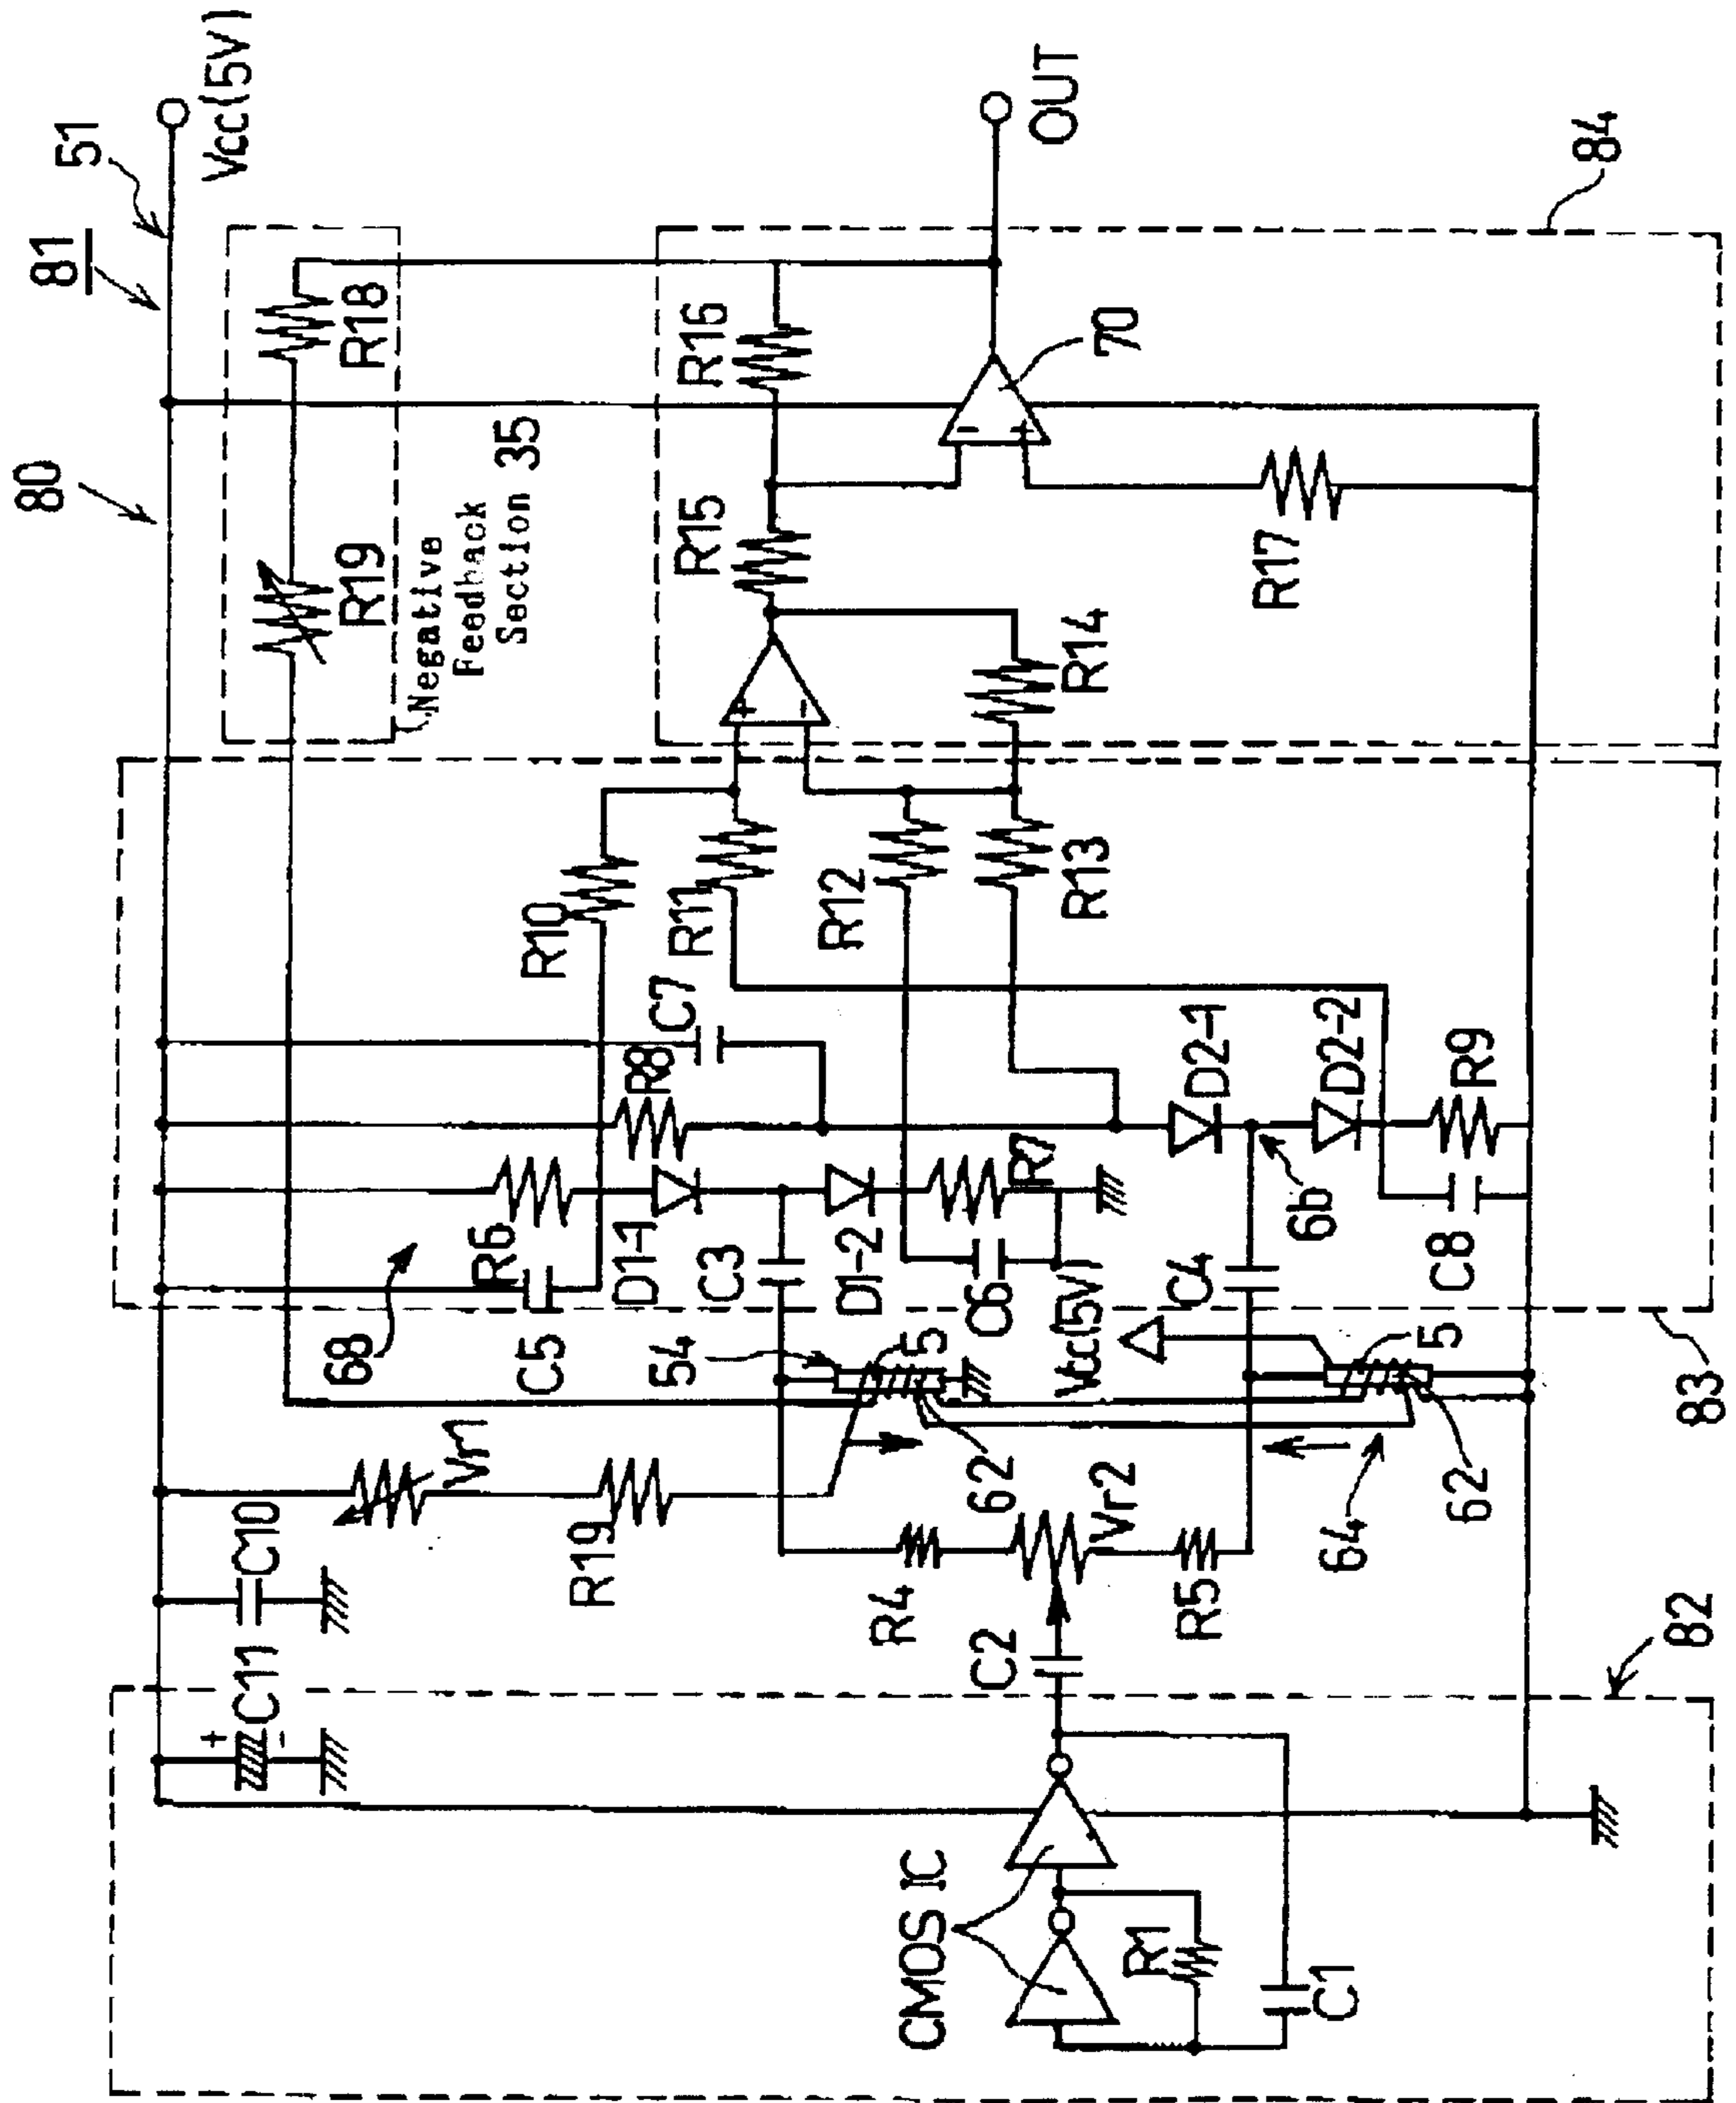 80
81
51
Vcc(5V)
R19
R18
Negative
Feedback
Section 35
R15
R16
OUT
70
R14
R17
84
R10
R11
R12
R13
C7
R8
R6
D1-1
C3
D1-2
R7
C6
C5
68
D2-1
D2-2
R9
6b
C4
C8
83
54
5
Vtc(5V)
5
62
62
64
C11
+
-
C10
Vr1
R19
R4
Vr2
R5
C2
82
CMOS IC
R1
C1
+
-
-
+